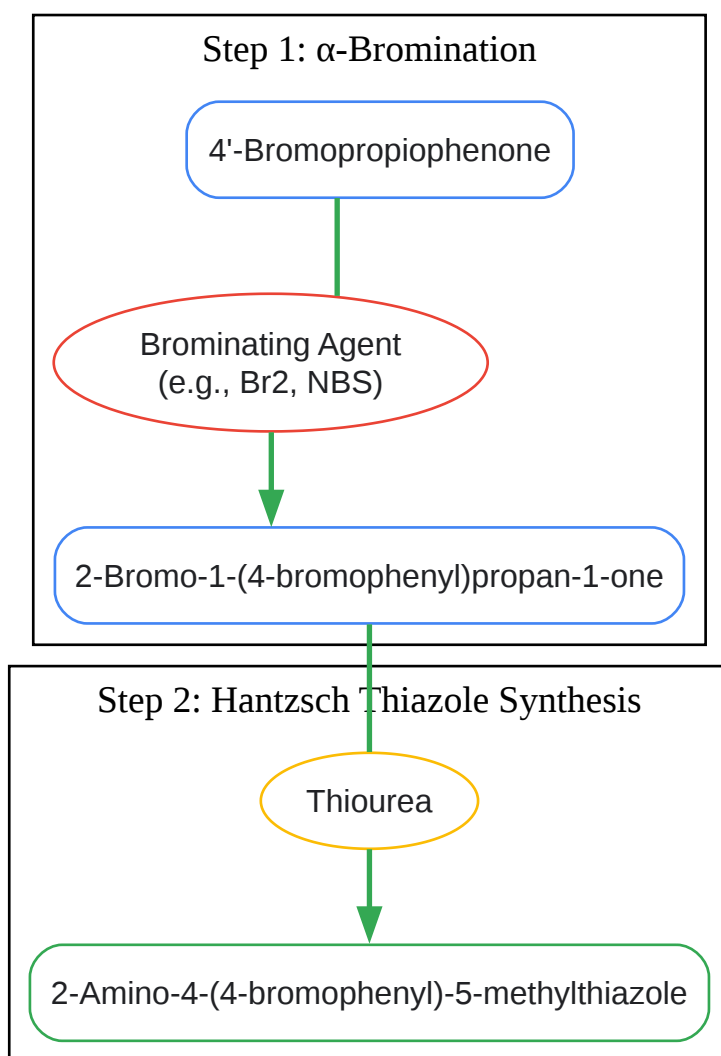 Step 1: α-Bromination
4'-Bromopropiophenone
Brominating Agent
(e.g., Br2, NBS)
2-Bromo-1-(4-bromophenyl)propan-1-one
Step 2: Hantzsch Thiazole Synthesis
Thiourea
2-Amino-4-(4-bromophenyl)-5-methylthiazole